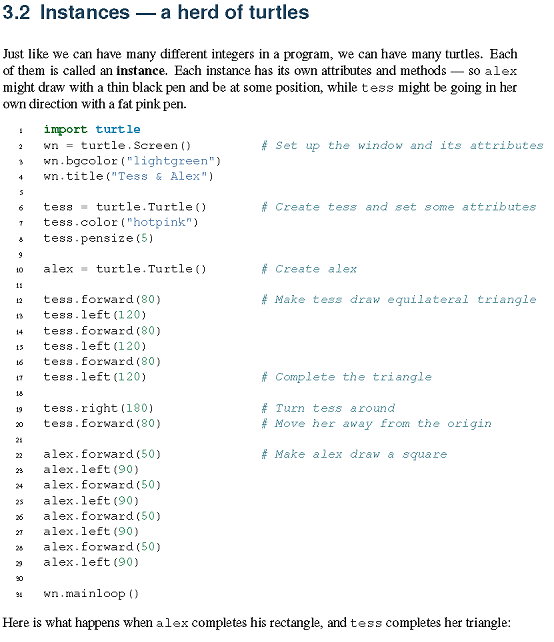 3.2 Instances — a herd of turtles
Just like we can have many different integers in a program, we can have many turtles. Each
of them is called an instance. Each instance has its own attributes and methods — so alex
might draw with a thin black pen and be at some position, while tess might be going in her
own direction with a fat pink pen.
1 import turtle
2 wn = turtle.Screen() # Set up the window and its attributes
3 wn.bgcolor("lightgreen")
4 wn.title("Tess & Alex")
5
6 tess = turtle.Turtle() # Create tess and set some attributes
7 tess.color("hotpink")
8 tess.pensize(5)
9
10 alex = turtle.Turtle() # Create alex
11
12 tess.forward(80) # Make tess draw equilateral triangle
13 tess.left(120)
14 tess.forward(80)
15 tess.left(120)
16 tess.forward(80)
17 tess.left(120) # Complete the triangle
18
19 tess.right(180) # Turn tess around
20 tess.forward(80) # Move her away from the origin
21
22 alex.forward(50) # Make alex draw a square
23 alex.left(90)
24 alex.forward(50)
25 alex.left(90)
26 alex.forward(50)
27 alex.left(90)
28 alex.forward(50)
29 alex.left(90)
30
31 wn.mainloop()
Here is what happens when alex completes his rectangle, and tess completes her triangle: